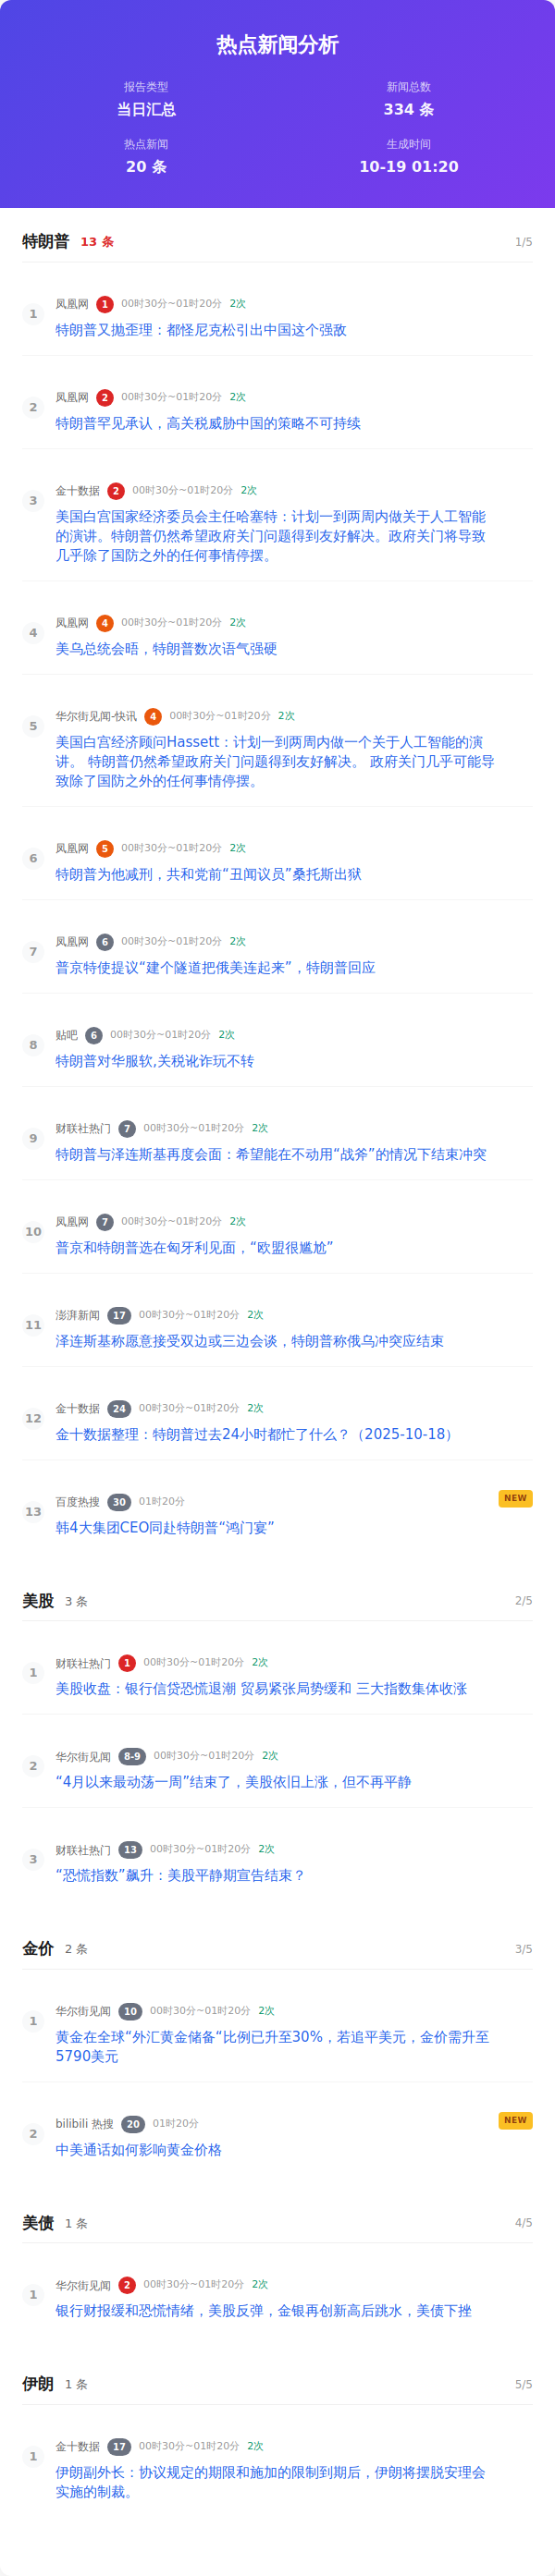 热点新闻分析
报告类型
当日汇总
新闻总数
334 条
热点新闻
20 条
生成时间
10-19 01:20
特朗普 13 条 1/5
1 凤凰网 1 00时30分~01时20分 2次
特朗普又抛歪理：都怪尼克松引出中国这个强敌
2 凤凰网 2 00时30分~01时20分 2次
特朗普罕见承认，高关税威胁中国的策略不可持续
3 金十数据 2 00时30分~01时20分 2次
美国白宫国家经济委员会主任哈塞特：计划一到两周内做关于人工智能
的演讲。特朗普仍然希望政府关门问题得到友好解决。政府关门将导致
几乎除了国防之外的任何事情停摆。
4 凤凰网 4 00时30分~01时20分 2次
美乌总统会晤，特朗普数次语气强硬
5 华尔街见闻-快讯 4 00时30分~01时20分 2次
美国白宫经济顾问Hassett：计划一到两周内做一个关于人工智能的演
讲。 特朗普仍然希望政府关门问题得到友好解决。 政府关门几乎可能导
致除了国防之外的任何事情停摆。
6 凤凰网 5 00时30分~01时20分 2次
特朗普为他减刑，共和党前“丑闻议员”桑托斯出狱
7 凤凰网 6 00时30分~01时20分 2次
普京特使提议“建个隧道把俄美连起来”，特朗普回应
8 贴吧 6 00时30分~01时20分 2次
特朗普对华服软,关税讹诈玩不转
9 财联社热门 7 00时30分~01时20分 2次
特朗普与泽连斯基再度会面：希望能在不动用“战斧”的情况下结束冲突
10 凤凰网 7 00时30分~01时20分 2次
普京和特朗普选在匈牙利见面，“欧盟很尴尬”
11 澎湃新闻 17 00时30分~01时20分 2次
泽连斯基称愿意接受双边或三边会谈，特朗普称俄乌冲突应结束
12 金十数据 24 00时30分~01时20分 2次
金十数据整理：特朗普过去24小时都忙了什么？（2025-10-18）
13 百度热搜 30 01时20分 NEW
韩4大集团CEO同赴特朗普“鸿门宴”
美股 3 条 2/5
1 财联社热门 1 00时30分~01时20分 2次
美股收盘：银行信贷恐慌退潮 贸易紧张局势缓和 三大指数集体收涨
2 华尔街见闻 8-9 00时30分~01时20分 2次
“4月以来最动荡一周”结束了，美股依旧上涨，但不再平静
3 财联社热门 13 00时30分~01时20分 2次
“恐慌指数”飙升：美股平静期宣告结束？
金价 2 条 3/5
1 华尔街见闻 10 00时30分~01时20分 2次
黄金在全球“外汇黄金储备“比例已升至30%，若追平美元，金价需升至
5790美元
2 bilibili 热搜 20 01时20分 NEW
中美通话如何影响黄金价格
美债 1 条 4/5
1 华尔街见闻 2 00时30分~01时20分 2次
银行财报缓和恐慌情绪，美股反弹，金银再创新高后跳水，美债下挫
伊朗 1 条 5/5
1 金十数据 17 00时30分~01时20分 2次
伊朗副外长：协议规定的期限和施加的限制到期后，伊朗将摆脱安理会
实施的制裁。